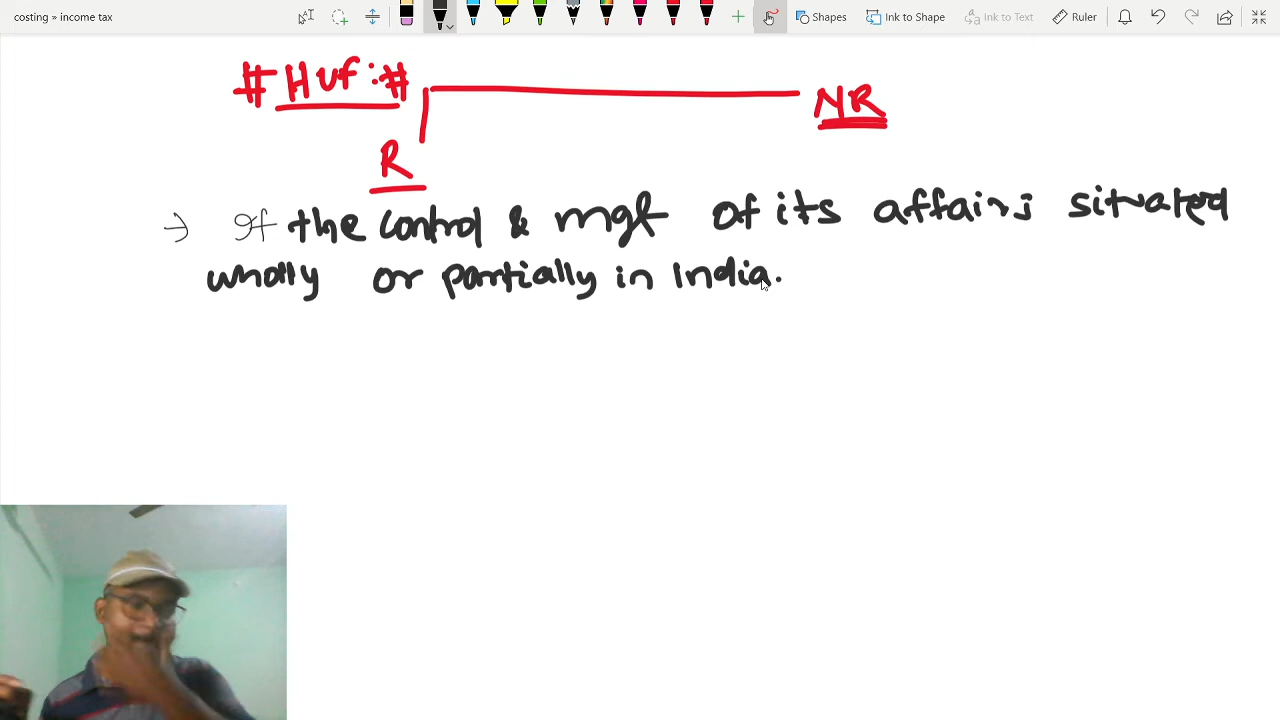 costing » income tax
Shapes
Ink to Shape
Ink to Text
Ruler
# Huf :#
NR
R
→ If the control & mgt of its affairs situated
wholly or partially in India.